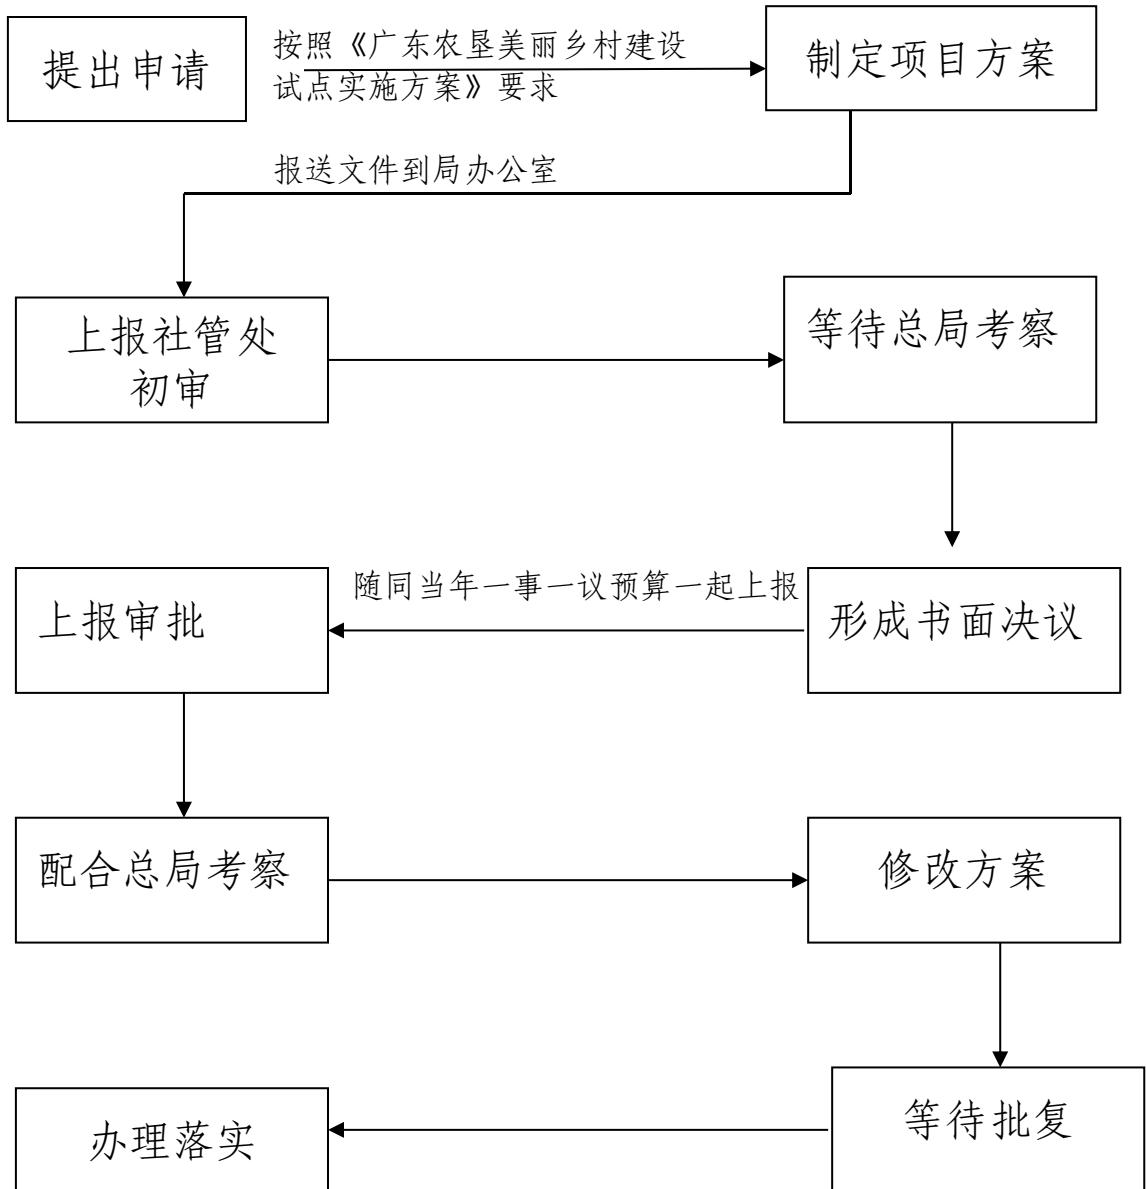 提出申请
按照《广东农垦美丽乡村建设
试点实施方案》要求
制定项目方案
报送文件到局办公室
上报社管处
初审
等待总局考察
随同当年一事一议预算一起上报
上报审批
形成书面决议
配合总局考察
修改方案
等待批复
办理落实